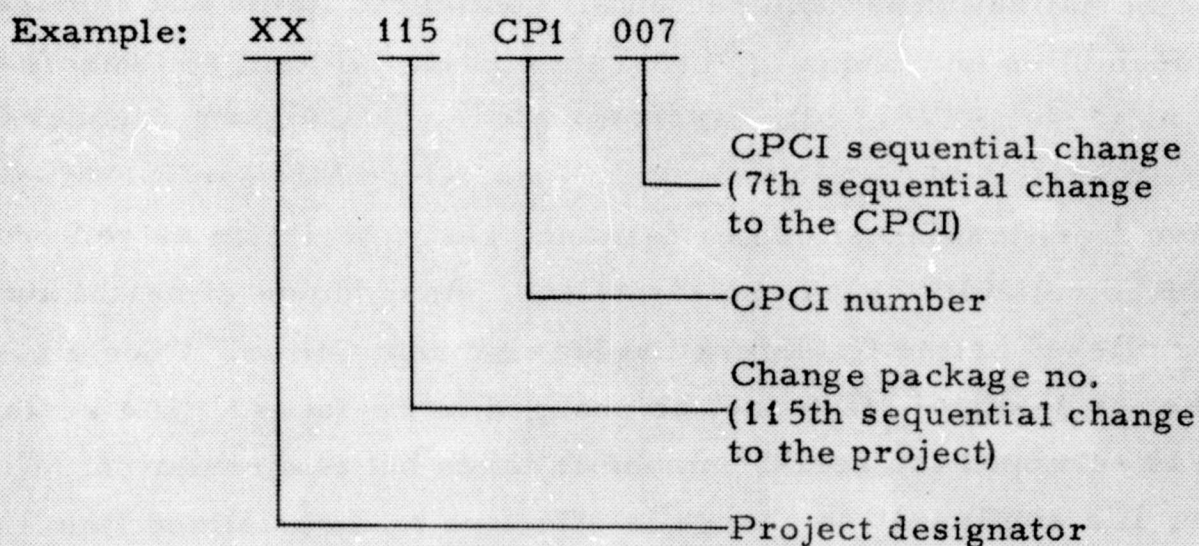 Example: XX 115 CP1 007
CPCI sequential change
(7th sequential change
to the CPCI)
CPCI number
Change package no.
(115th sequential change
to the project)
Project designator